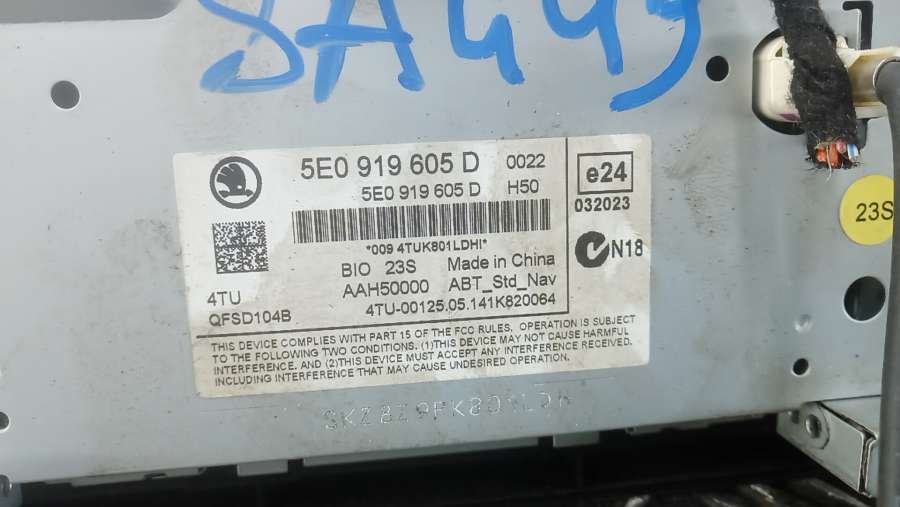 SA449
5E0 919 605 D 0022
5E0 919 605 D H50
e24
032023
*009 4TUK801LDHI*
N18
BIO 23S Made in China
4TU AAH50000 ABT_Std_Nav
QFSD104B 4TU-00125.05.141K820064
THIS DEVICE COMPLIES WITH PART 15 OF THE FCC RULES. OPERATION IS SUBJECT
TO THE FOLLOWING TWO CONDITIONS. (1)THIS DEVICE MAY NOT CAUSE HARMFUL
INTERFERENCE. AND (2)THIS DEVICE MUST ACCEPT ANY INTERFERENCE
INCLUDING INTERFERENCE THAT MAY CAUSE UNDESIRED OPERATION.
23S